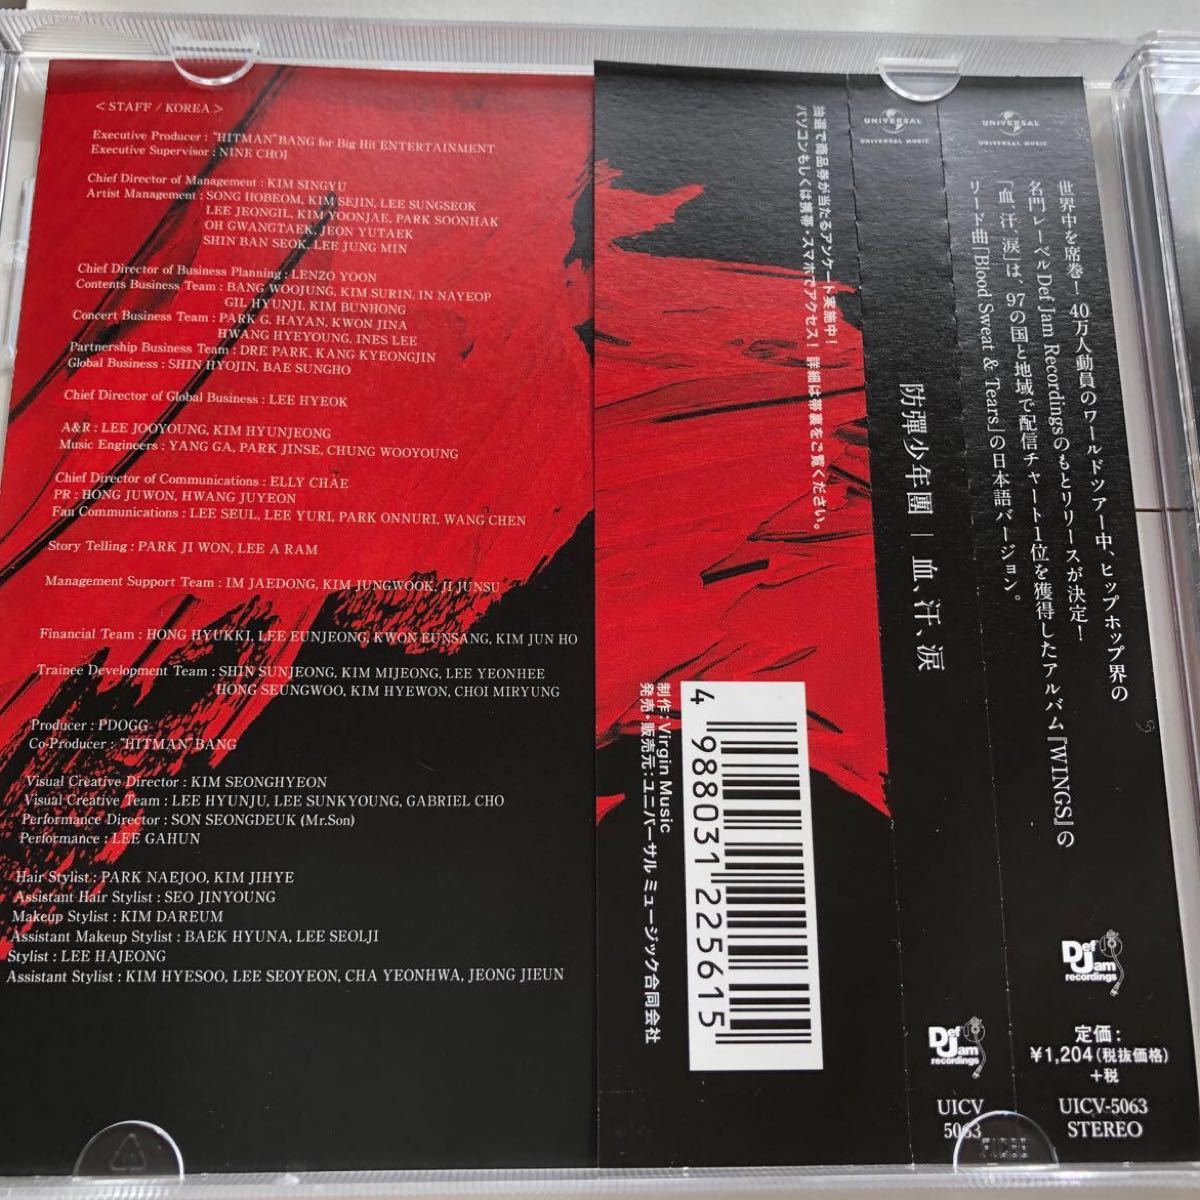 < STAFF / KOREA >
Executive Producer : "HITMAN" BANG for Big Hit ENTERTAINMENT
Executive Supervisor : NINE CHOI
Chief Director of Management : KIM SINGYU
Artist Management : SONG HOBEOM, KIM SEJIN, LEE SUNGSEOK
LEE JEONGIL, KIM YOONJAE, PARK SOONHAK
OH GWANGTAEK, JEON YUTAEK
SHIN BAN SEOK, LEE JUNG MIN
Chief Director of Business Planning : LENZO YOON
Contents Business Team : BANG WOOJUNG, KIM SURIN. IN NAYEOP
GIL HYUNJI, KIM BUNHONG
Concert Business Team : PARK G. HAYAN, KWON JINA
HWANG HYEYOUNG, INES LEE
Partnership Business Team : DRE PARK, KANG KYEONGJIN
Global Business : SHIN HYOJIN, BAE SUNGHO
Chief Director of Global Business : LEE HYEOK
A&R : LEE JOOYOUNG, KIM HYUNJEONG
Music Engineers : YANG GA, PARK JINSE, CHUNG WOOYOUNG
Chief Director of Communications : ELLY CHAE
PR : HONG JUWON, HWANG JUYEON
Fan Communications : LEE SEUL, LEE YURI, PARK ONNURI, WANG CHEN
Story Telling : PARK JI WON, LEE A RAM
Management Support Team : IM JAEDONG, KIM JUNGWOOK, JI JUNSU
Financial Team : HONG HYUKKI, LEE EUNJEONG, KWON EUNSANG, KIM JUN HO
Trainee Development Team : SHIN SUNJEONG, KIM MIJEONG, LEE YEONHEE
HONG SEUNGWOO, KIM HYEWON, CHOI MIRYUNG
Producer : PDOGG
Co-Producer : "HITMAN" BANG
Visual Creative Director : KIM SEONGHYEON
Visual Creative Team : LEE HYUNJU, LEE SUNKYOUNG, GABRIEL CHO
Performance Director : SON SEONGDEUK (Mr.Son)
Performance : LEE GAHUN
Hair Stylist : PARK NAEJOO, KIM JIHYE
Assistant Hair Stylist : SEO JINYOUNG
Makeup Stylist : KIM DAREUM
Assistant Makeup Stylist : BAEK HYUNA, LEE SEOLJI
Stylist : LEE HAJEONG
Assistant Stylist : KIM HYESOO, LEE SEOYEON, CHA YEONHWA, JEONG JIEUN
抽選で商品券が当たるアンケート実施中!
パソコンもしくは携帯・スマホでアクセス! 詳細は帯裏をご覧ください。
4 988031 225615
制作:Virgin Music
発売・販売元:ユニバーサル ミュージック合同会社
UNIVERSAL
UNIVERSAL MUSIC
防彈少年團 | 血、汗、涙
Def Jam recordings
UICV
5063
UNIVERSAL
UNIVERSAL MUSIC
世界中を席巻! 40万人動員のワールドツアー中、ヒップホップ界の
名門レーベルDef Jam Recordingsのもとリリースが決定!
「血、汗、涙」は、97の国と地域で配信チャート1位を獲得したアルバム『WINGS』の
リード曲「Blood Sweat & Tears」の日本語バージョン。
Def Jam recordings
定価:
¥1,204(税抜価格)
+税
UICV-5063
STEREO